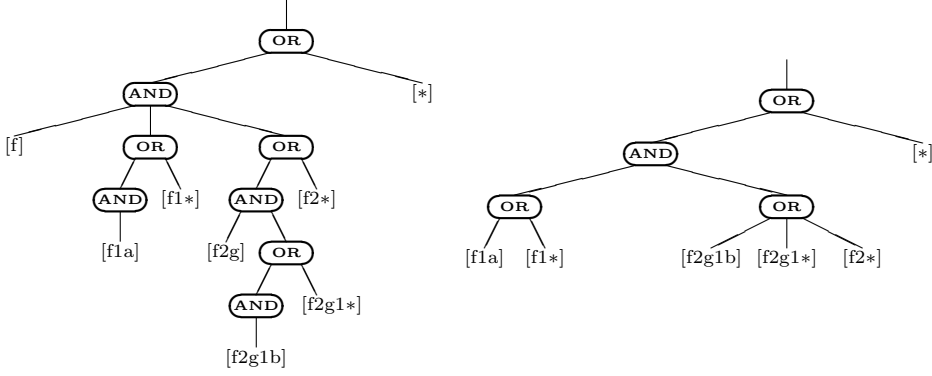 OR
AND [∗]
OR
[f] OR OR [∗]
AND
AND [f1∗] AND [f2∗]
OR OR
[f1a] [f2g] OR [f1a] [f1∗] [f2g1b] [f2g1∗] [f2∗]
AND [f2g1∗]
[f2g1b]